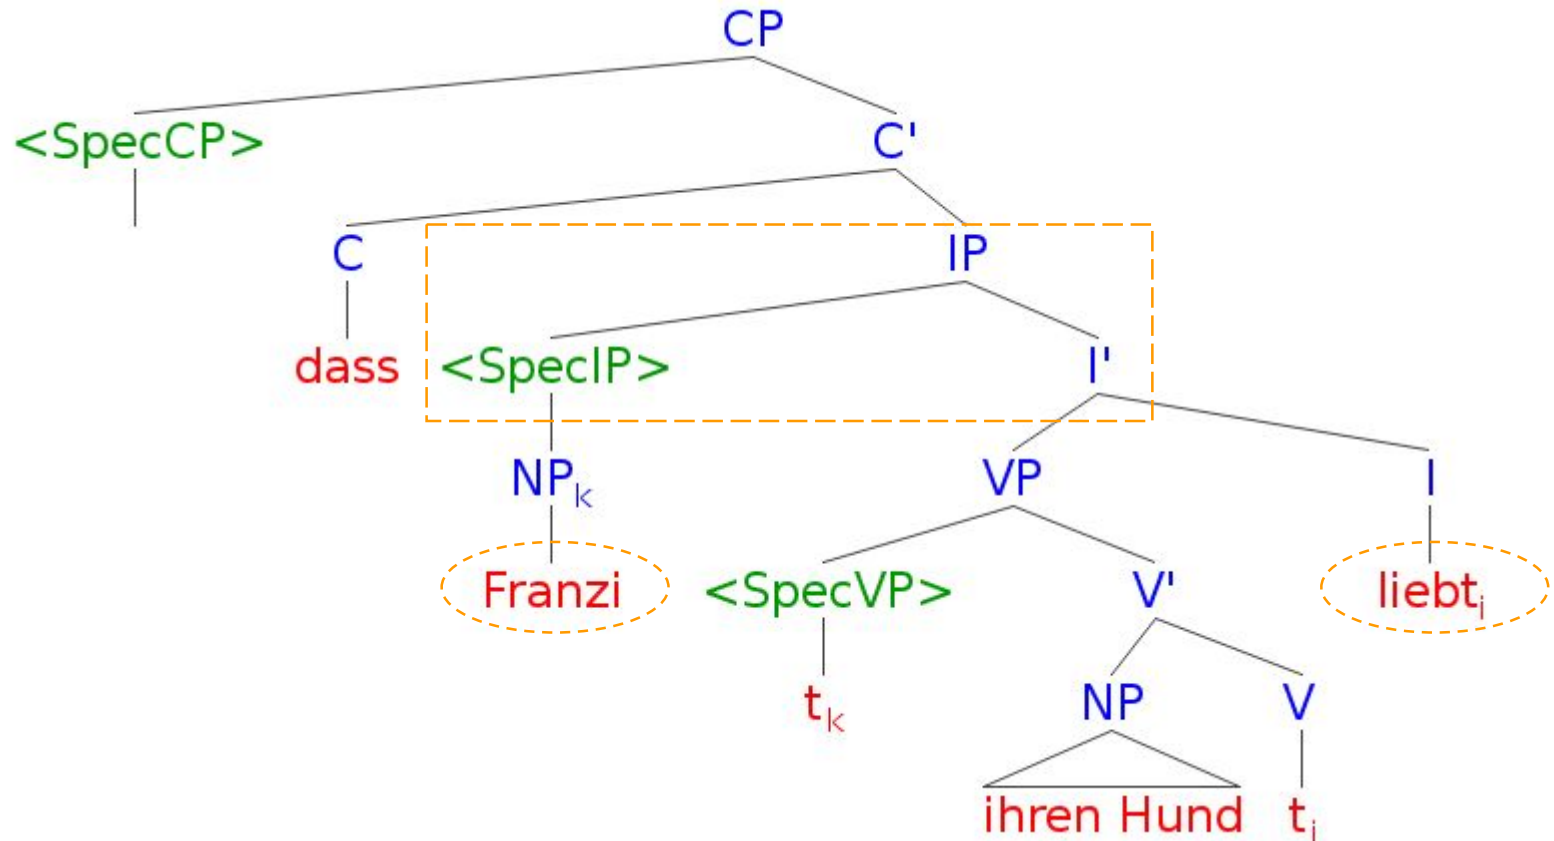 CP
<SpecCP> C'
C IP
dass <SpecIP> I'
NPk VP I
Franzi <SpecVP> V' liebti
tk NP V
ihren Hund ti